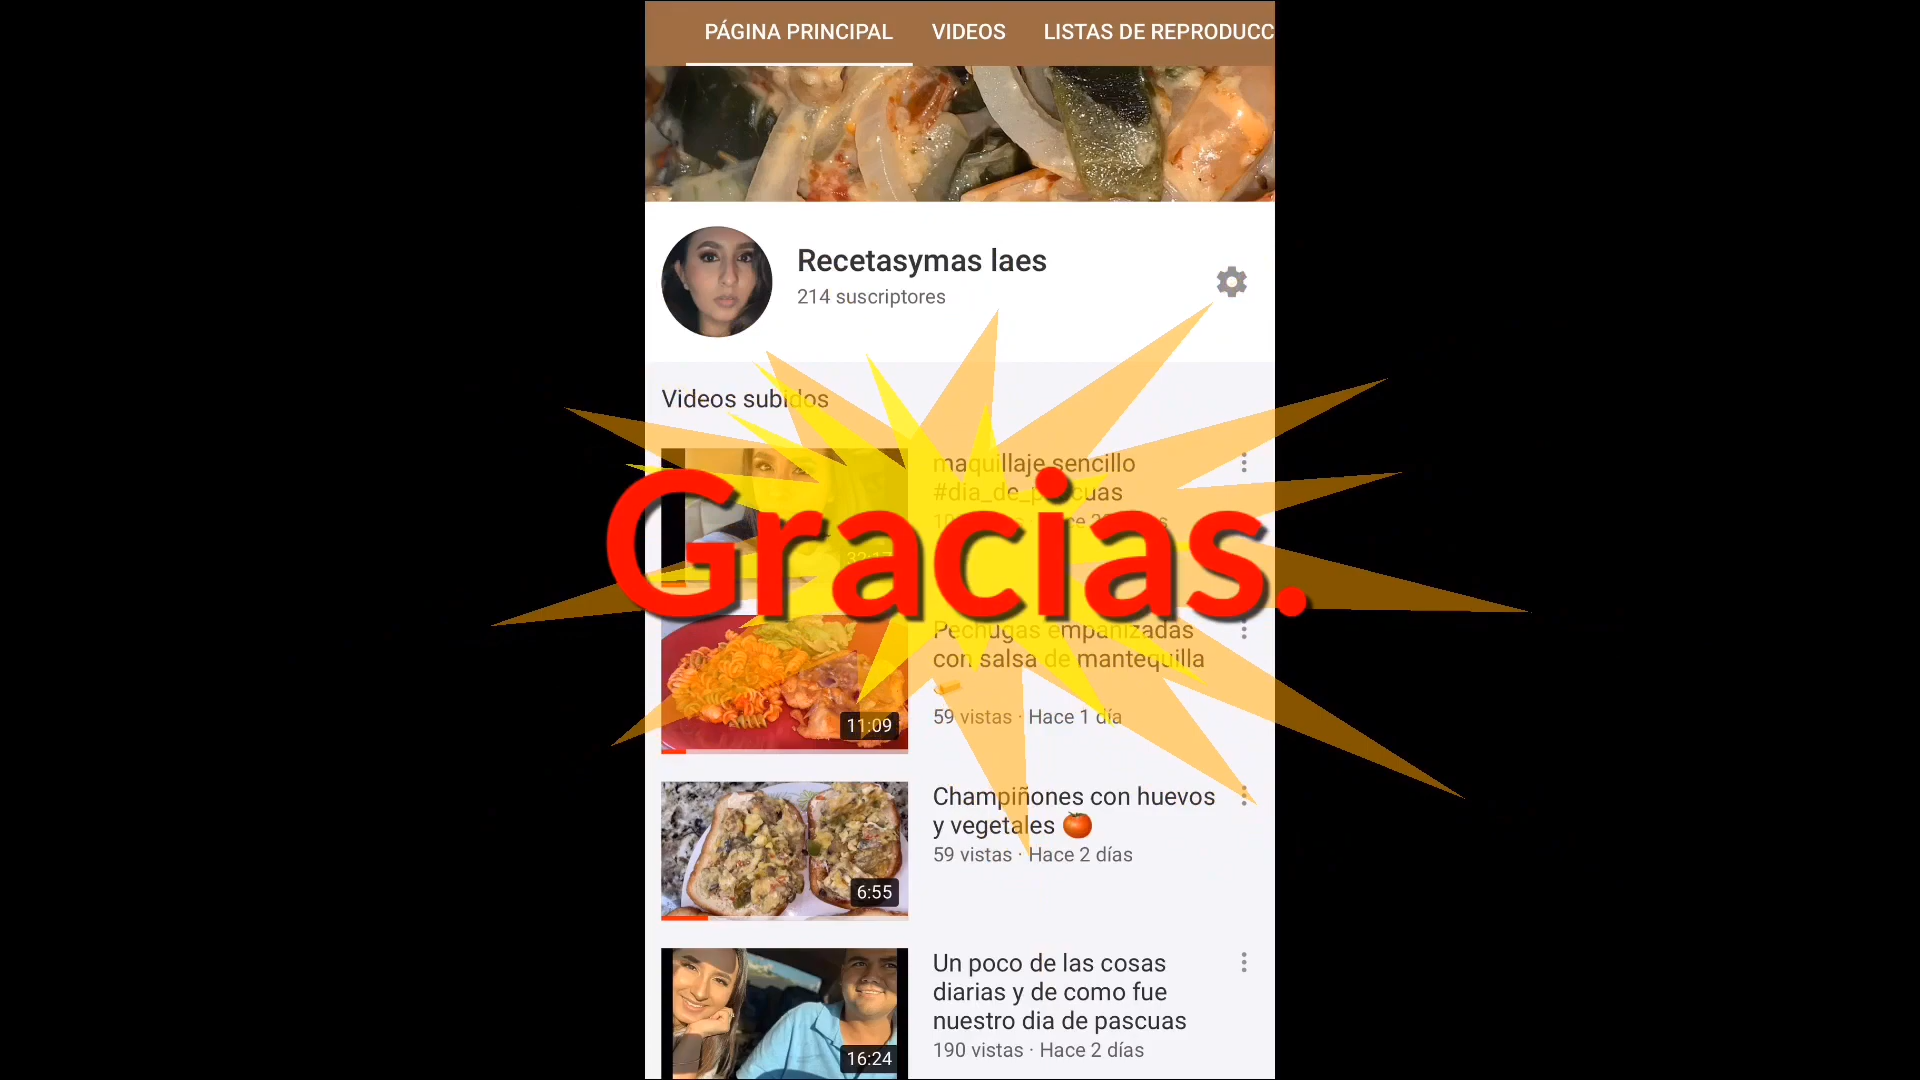 PÁGINA PRINCIPAL VIDEOS LISTAS DE REPRODUCC
Recetasymas laes
214 suscriptores
Videos subidos
maquillaje sencillo
#dia_de_pascuas
Gracias.
Pechugas empanizadas
con salsa de mantequilla
59 vistas · Hace 1 día
11:09
Champiñones con huevos
y vegetales 🍅
59 vistas · Hace 2 días
6:55
Un poco de las cosas
diarias y de como fue
nuestro dia de pascuas
190 vistas · Hace 2 días
16:24